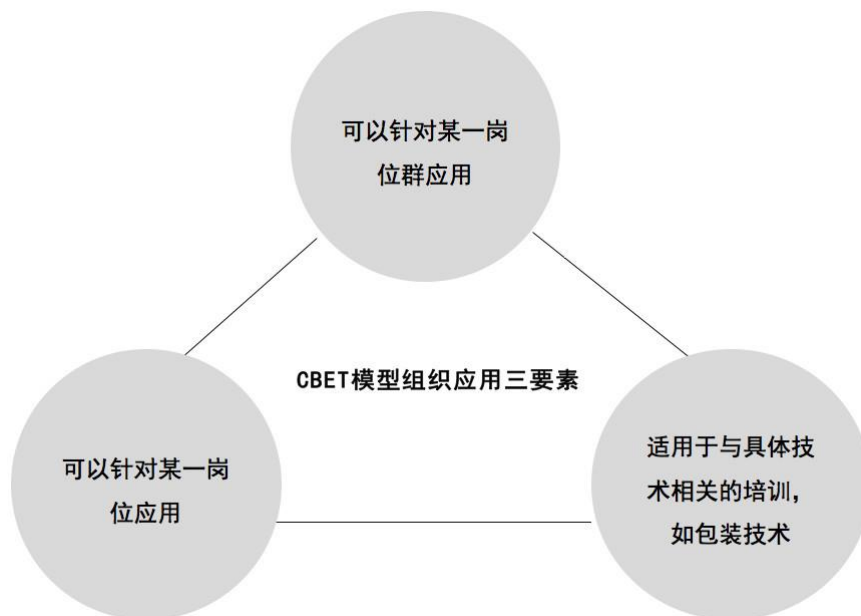 可以针对某一岗
位群应用
CBET模型组织应用三要素
可以针对某一岗
位应用
适用于与具体技
术相关的培训，
如包装技术